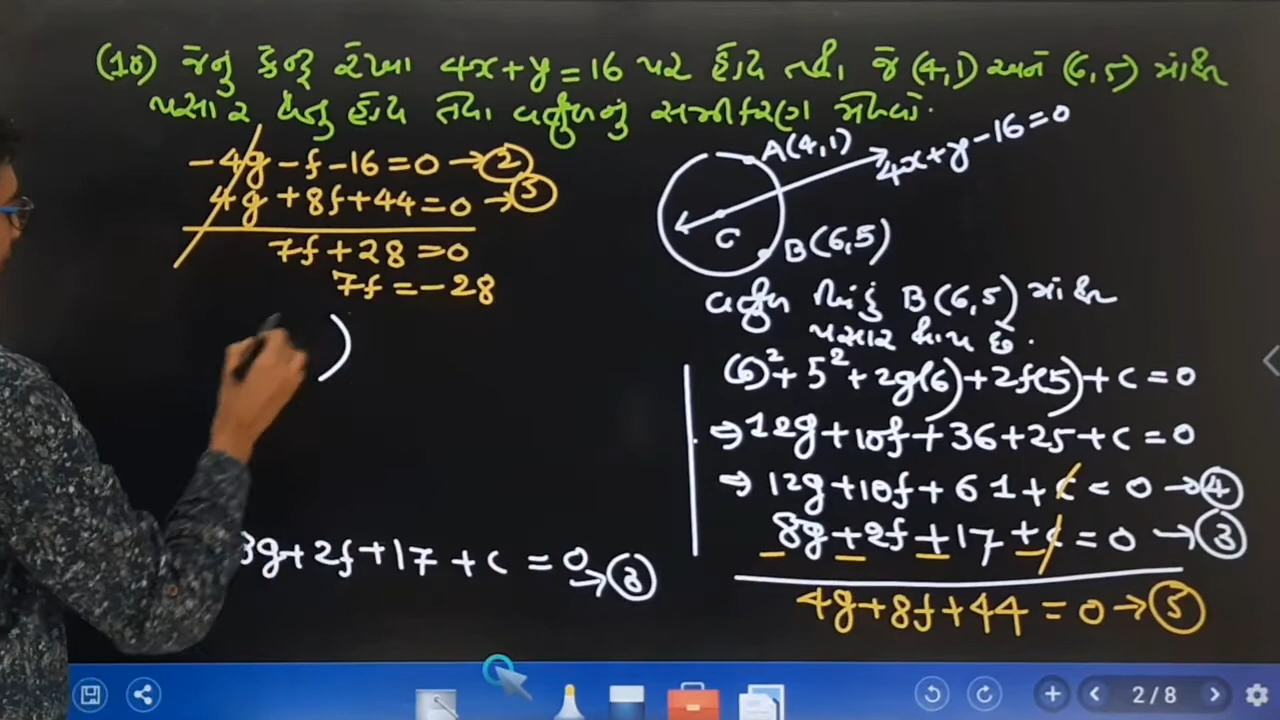 (10) જેનું કેન્દ્ર રેખા 4x+y=16 પર હોય તથા જે (4,1) અને (6,5) માંથી
પસાર થતું હોય તેવા વર્તુળનું સમીકરણ મેળવો.
-4g-f-16=0→②
4g+8f+44=0→⑤
7f+28=0
7f=-28
)
A(4,1)
4x+y-16=0
C
B(6,5)
વર્તુળ બિંદુ B(6,5) માંથી
પસાર થાય છે.
(6)²+5²+2g(6)+2f(5)+c=0
⇒12g+10f+36+25+c=0
⇒12g+10f+61+c=0→④
8g+2f+17+c=0→③
4g+8f+44=0→⑤
8g+2f+17+c=0→③
2/8